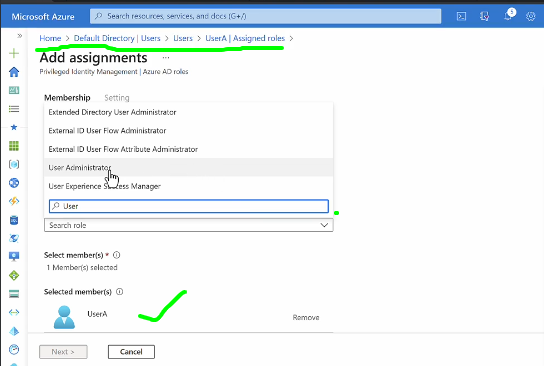 Microsoft Azure
Search resources, services, and docs (G+/)
5
Home > Default Directory | Users > Users > UserA | Assigned roles >
Add assignments ...
Privileged Identity Management | Azure AD roles
Membership Setting
Extended Directory User Administrator
External ID User Flow Administrator
External ID User Flow Attribute Administrator
User Administrator
User Experience Success Manager
User
Search role
Select member(s) *
1 Member(s) selected
Selected member(s)
UserA
Remove
Next >
Cancel